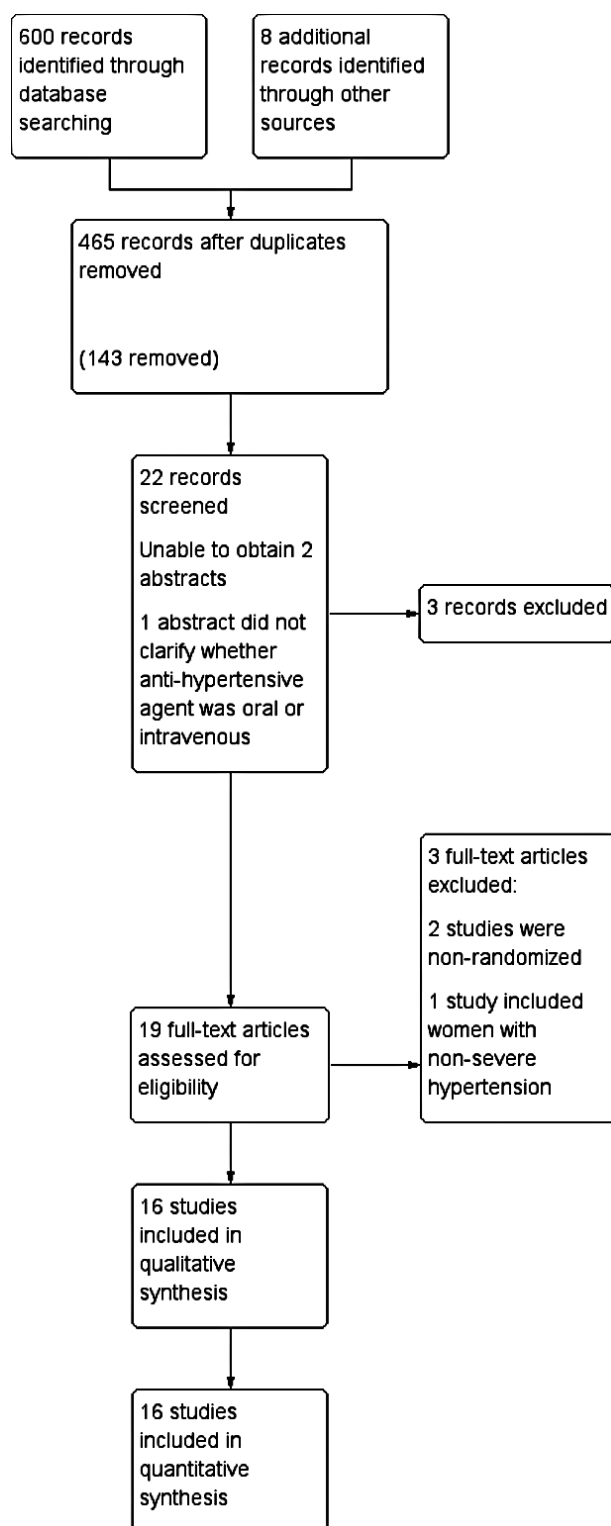 600 records
identified through
database
searching
8 additional
records identified
through other
sources
465 records after duplicates
removed
(143 removed)
22 records
screened
Unable to obtain 2
abstracts
1 abstract did not
clarify whether
anti-hypertensive
agent was oral or
intravenous
3 records excluded
3 full-text articles
excluded:
2 studies were
non-randomized
1 study included
women with
non-severe
hypertension
19 full-text articles
assessed for
eligibility
16 studies
included in
qualitative
synthesis
16 studies
included in
quantitative
synthesis